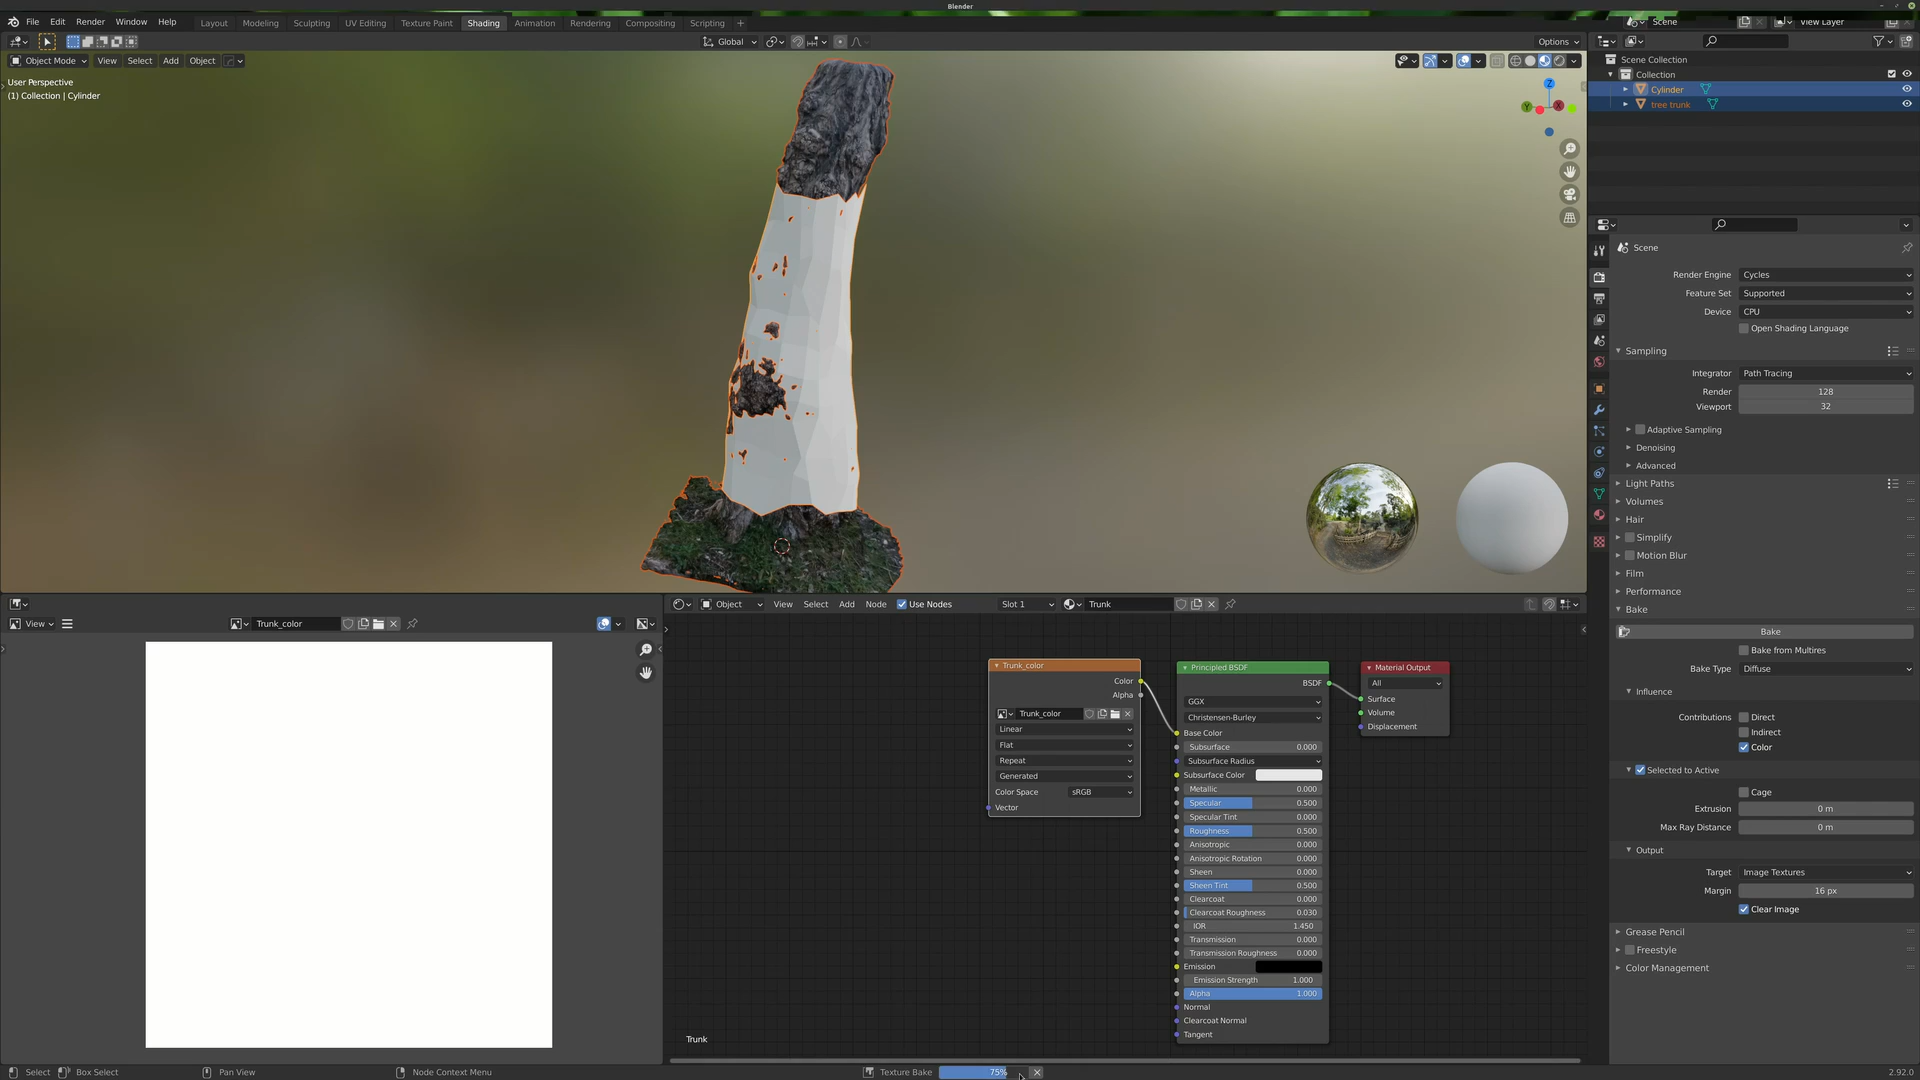 Blender
File Edit Render Window Help
Layout Modeling Sculpting UV Editing Texture Paint Shading Animation Rendering Compositing Scripting +
Scene
View Layer
Global
Options
Object Mode View Select Add Object
User Perspective
(1) Collection | Cylinder
Z
Y
X
Scene Collection
Collection
Cylinder
tree trunk
Scene
Render Engine Cycles
Feature Set Supported
Device CPU
Open Shading Language
Sampling
Integrator Path Tracing
Render 128
Viewport 32
Adaptive Sampling
Denoising
Advanced
Light Paths
Volumes
Hair
Simplify
Motion Blur
Film
Performance
Bake
Bake
Bake from Multires
Bake Type Diffuse
Influence
Contributions Direct
Indirect
Color
Selected to Active
Cage
Extrusion 0 m
Max Ray Distance 0 m
Output
Target Image Textures
Margin 16 px
Clear Image
Grease Pencil
Freestyle
Color Management
View
Trunk_color
Object View Select Add Node Use Nodes Slot 1 Trunk
Trunk_color
Color
Alpha
Trunk_color
Linear
Flat
Repeat
Generated
Color Space sRGB
Vector
Principled BSDF
BSDF
GGX
Christensen-Burley
Base Color
Subsurface 0.000
Subsurface Radius
Subsurface Color
Metallic 0.000
Specular 0.500
Specular Tint 0.000
Roughness 0.500
Anisotropic 0.000
Anisotropic Rotation 0.000
Sheen 0.000
Sheen Tint 0.500
Clearcoat 0.000
Clearcoat Roughness 0.030
IOR 1.450
Transmission 0.000
Transmission Roughness 0.000
Emission
Emission Strength 1.000
Alpha 1.000
Normal
Clearcoat Normal
Tangent
Material Output
All
Surface
Volume
Displacement
Trunk
Select Box Select Pan View Node Context Menu Texture Bake 75% 2.92.0